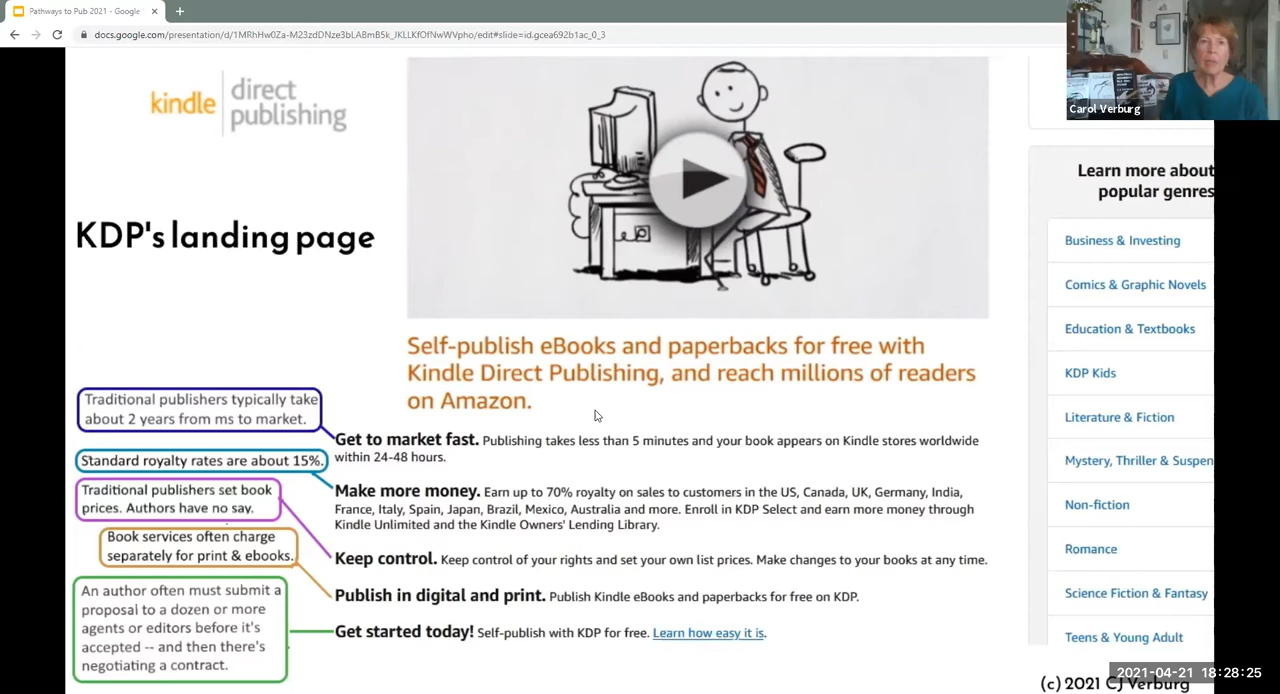 Pathways to Pub 2021 - Google
docs.google.com/presentation/d/1MRhHw0Za-M23zdDNze3bLABmB5k_JKLLKfOfNwWVpho/edit#slide=id.gcea692b1ac_0_3
Carol Verburg
kindle direct publishing
KDP's landing page
Self-publish eBooks and paperbacks for free with
Kindle Direct Publishing, and reach millions of readers
on Amazon.
Traditional publishers typically take
about 2 years from ms to market.
Get to market fast. Publishing takes less than 5 minutes and your book appears on Kindle stores worldwide
within 24-48 hours.
Standard royalty rates are about 15%.
Make more money. Earn up to 70% royalty on sales to customers in the US, Canada, UK, Germany, India,
France, Italy, Spain, Japan, Brazil, Mexico, Australia and more. Enroll in KDP Select and earn more money through
Kindle Unlimited and the Kindle Owners' Lending Library.
Traditional publishers set book
prices. Authors have no say.
Keep control. Keep control of your rights and set your own list prices. Make changes to your books at any time.
Book services often charge
separately for print & ebooks.
Publish in digital and print. Publish Kindle eBooks and paperbacks for free on KDP.
An author often must submit a
proposal to a dozen or more
agents or editors before it's
accepted -- and then there's
negotiating a contract.
Get started today! Self-publish with KDP for free. Learn how easy it is.
Learn more about
popular genres
Business & Investing
Comics & Graphic Novels
Education & Textbooks
KDP Kids
Literature & Fiction
Mystery, Thriller & Suspen
Non-fiction
Romance
Science Fiction & Fantasy
Teens & Young Adult
2021-04-21 18:28:25
(c) 2021 CJ Verburg